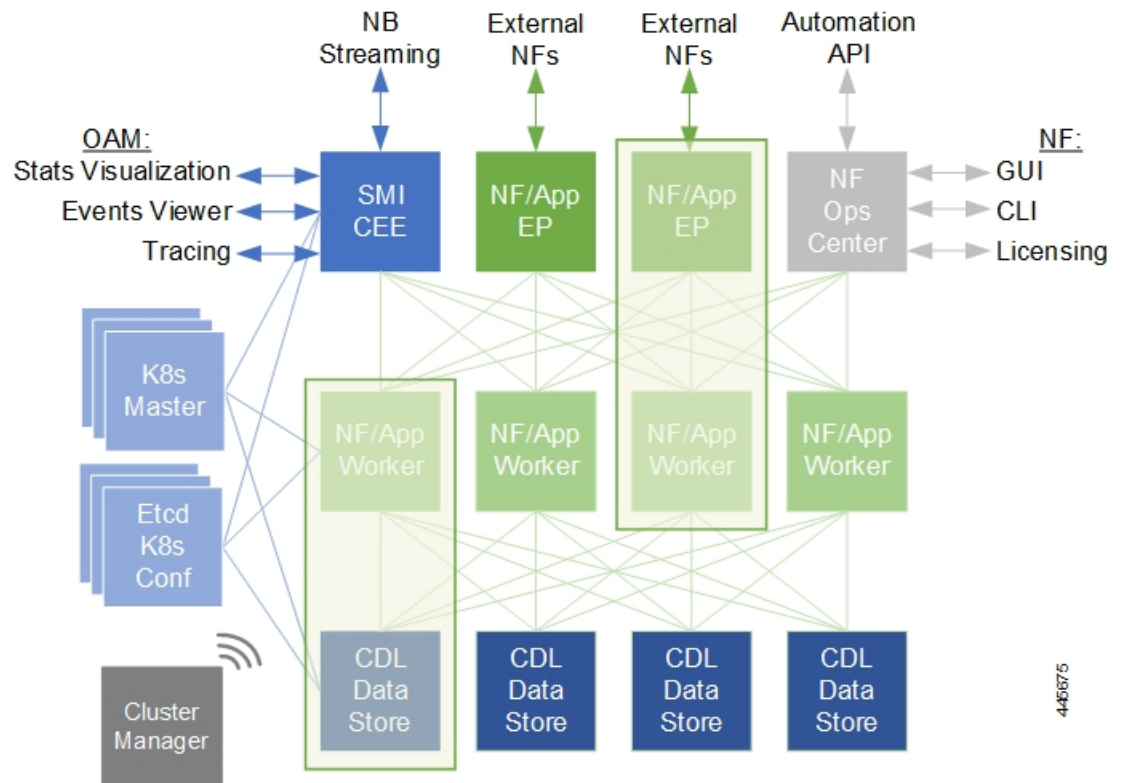 NB
Streaming
External
NFs
External
NFs
Automation
API
OAM:
Stats Visualization
Events Viewer
Tracing
SMI
CEE
NF/App
EP
NF/App
EP
NF
Ops
Center
NF:
GUI
CLI
Licensing
K8s
Master
NF/App
Worker
NF/App
Worker
NF/App
Worker
NF/App
Worker
Etcd
K8s
Conf
Cluster
Manager
CDL
Data
Store
CDL
Data
Store
CDL
Data
Store
CDL
Data
Store
445675